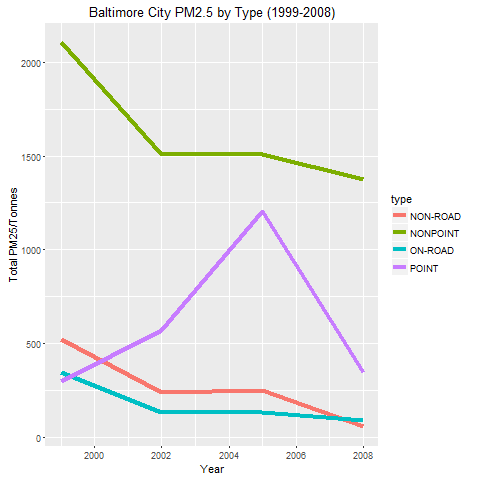 Baltimore City PM2.5 by Type (1999-2008)
Total PM25/Tonnes
2000
1500
1000
500
0
2000 2002 2004 2006 2008
Year
type
NON-ROAD
NONPOINT
ON-ROAD
POINT